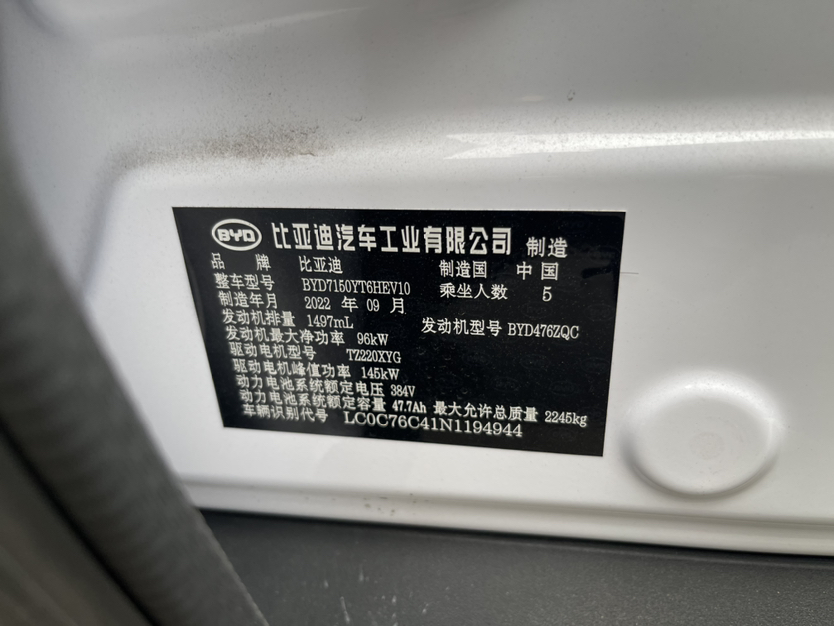 BYD 比亚迪汽车工业有限公司 制造
品 牌 比亚迪 制造国 中国
整车型号 BYD7150YT6HEV10 乘坐人数 5
制造年月 2022 年 09 月
发动机排量 1497mL 发动机型号 BYD476ZQC
发动机最大净功率 96kW
驱动电机型号 TZ220XYG
驱动电机峰值功率 145kW
动力电池系统额定电压 384V
动力电池系统额定容量 47.7Ah 最大允许总质量 2245kg
车辆识别代号 LC0C76C41N1194944